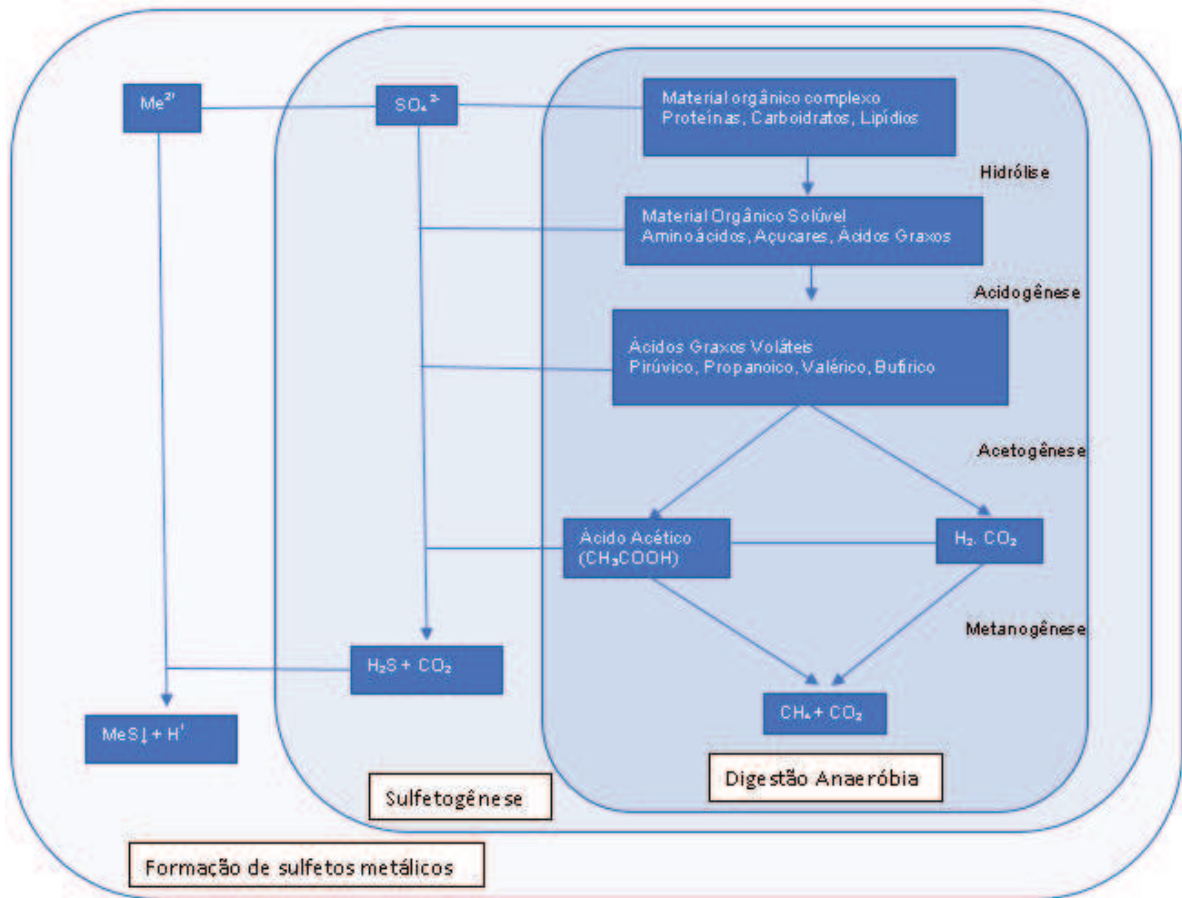 Me²⁺
SO₄²⁻
Material orgânico complexo
Proteínas, Carboidratos, Lipídios
Hidrólise
Material Orgânico Solúvel
Aminoácidos, Açucares, Ácidos Graxos
Acidogênese
Ácidos Graxos Voláteis
Pirúvico, Propanoico, Valérico, Butírico
Acetogênese
Ácido Acético
(CH₃COOH)
H₂. CO₂
Metanogênese
H₂S + CO₂
CH₄ + CO₂
MeS↓ + H⁺
Digestão Anaeróbia
Sulfetogênese
Formação de sulfetos metálicos